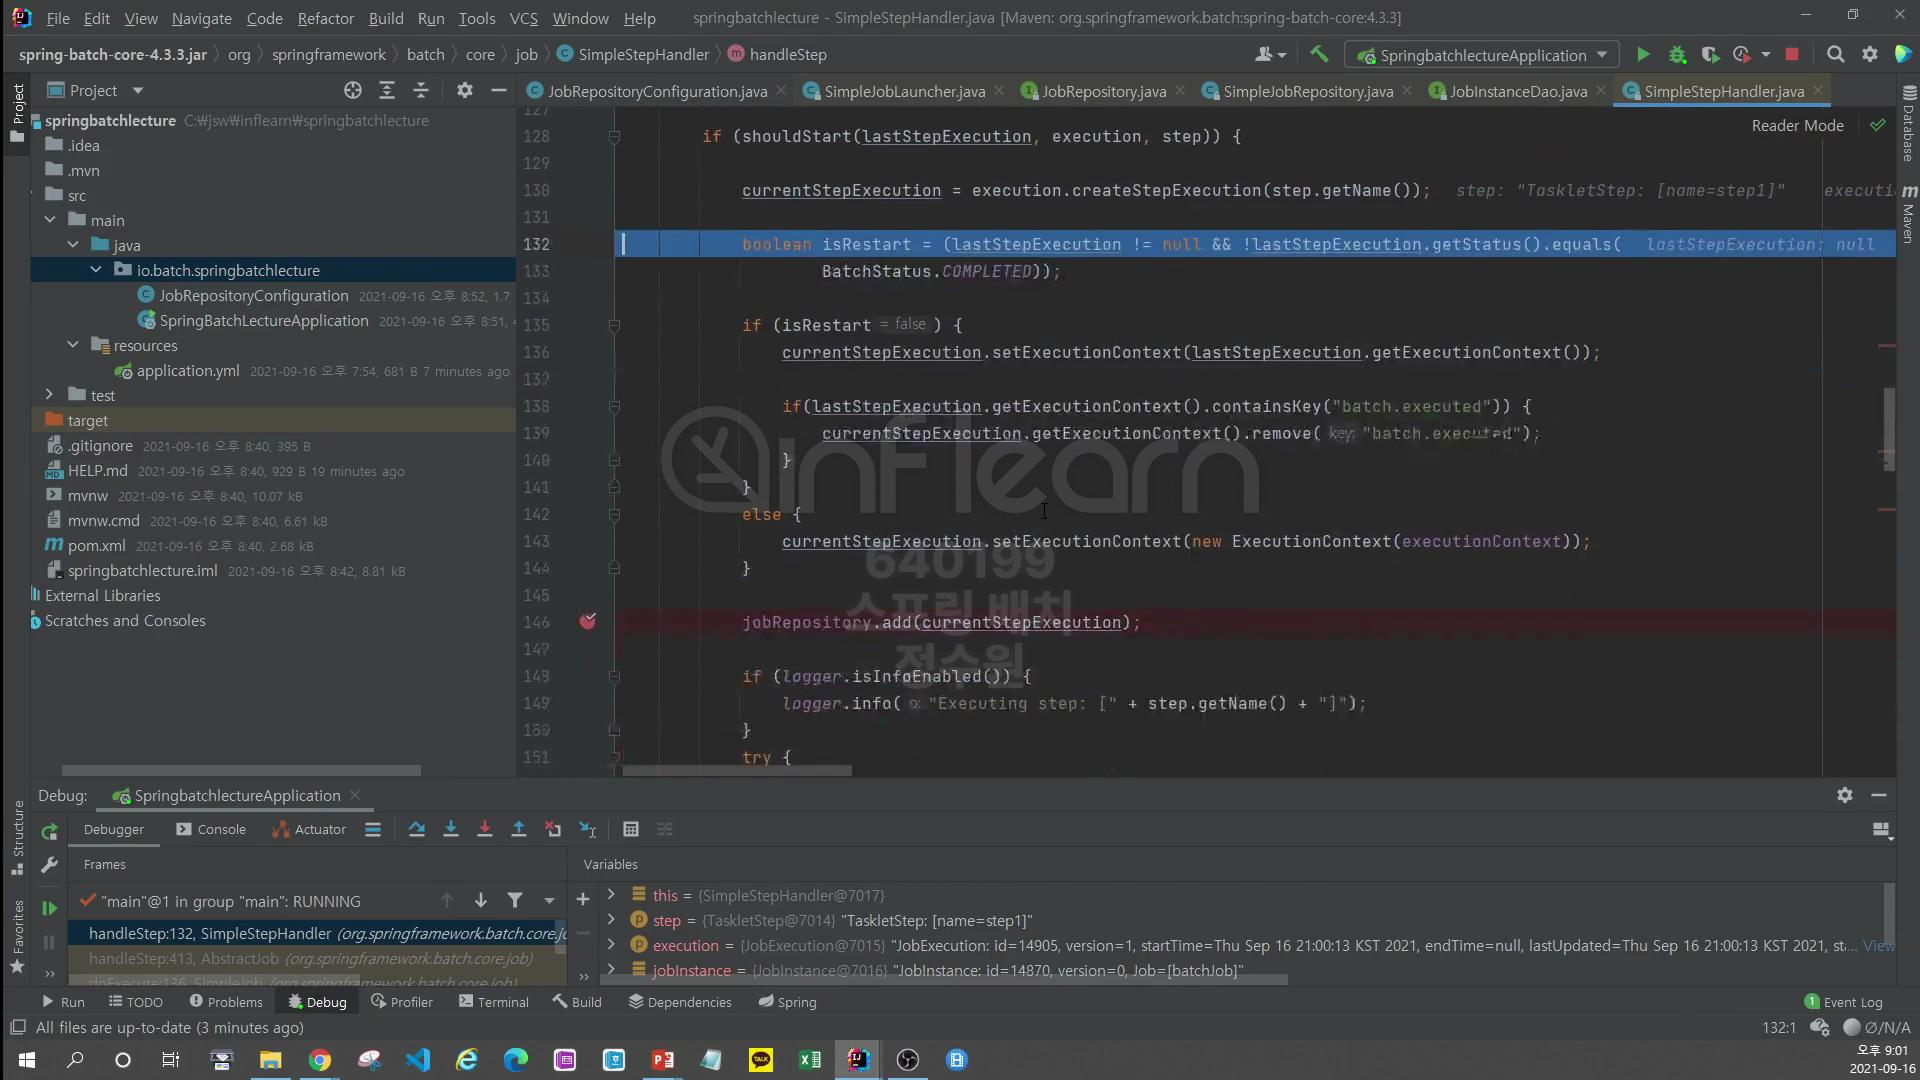 File Edit View Navigate Code Refactor Build Run Tools VCS Window Help springbatchlecture - SimpleStepHandler.java [Maven: org.springframework.batch:spring-batch-core:4.3.3]
spring-batch-core-4.3.3.jar org springframework batch core job SimpleStepHandler handleStep SpringbatchlectureApplication
Project
JobRepositoryConfiguration.java SimpleJobLauncher.java JobRepository.java SimpleJobRepository.java JobInstanceDao.java SimpleStepHandler.java
Reader Mode
springbatchlecture C:\jsw\inflearn\springbatchlecture
.idea
.mvn
src
main
java
io.batch.springbatchlecture
JobRepositoryConfiguration 2021-09-16 오후 8:52, 1.7
SpringBatchLectureApplication 2021-09-16 오후 8:51, 4
resources
application.yml 2021-09-16 오후 7:54, 681 B 7 minutes ago
test
target
.gitignore 2021-09-16 오후 8:40, 395 B
HELP.md 2021-09-16 오후 8:40, 929 B 19 minutes ago
mvnw 2021-09-16 오후 8:40, 10.07 kB
mvnw.cmd 2021-09-16 오후 8:40, 6.61 kB
pom.xml 2021-09-16 오후 8:40, 2.68 kB
springbatchlecture.iml 2021-09-16 오후 8:42, 8.81 kB
External Libraries
Scratches and Consoles
127
128 if (shouldStart(lastStepExecution, execution, step)) {
129
130 currentStepExecution = execution.createStepExecution(step.getName()); step: "TaskletStep: [name=step1]" executi
131
132 boolean isRestart = (lastStepExecution != null && !lastStepExecution.getStatus().equals( lastStepExecution: null
133 BatchStatus.COMPLETED));
134
135 if (isRestart = false ) {
136 currentStepExecution.setExecutionContext(lastStepExecution.getExecutionContext());
137
138 if(lastStepExecution.getExecutionContext().containsKey("batch.executed")) {
139 currentStepExecution.getExecutionContext().remove( key: "batch.executed");
140 }
141 }
142 else {
143 currentStepExecution.setExecutionContext(new ExecutionContext(executionContext));
144 }
145
146 jobRepository.add(currentStepExecution);
147
148 if (logger.isInfoEnabled()) {
149 logger.info( o: "Executing step: [" + step.getName() + "]");
150 }
151 try {
inflearn
640199
스프링 배치
정수원
Database
Maven
Project
Structure
Favorites
Debug: SpringbatchlectureApplication
Debugger Console Actuator
Frames Variables
"main"@1 in group "main": RUNNING
handleStep:132, SimpleStepHandler (org.springframework.batch.core.jo
handleStep:413, AbstractJob (org.springframework.batch.core.job)
doExecute:136, SimpleJob (org.springframework.batch.core.job)
this = {SimpleStepHandler@7017}
step = {TaskletStep@7014} "TaskletStep: [name=step1]"
execution = {JobExecution@7015} "JobExecution: id=14905, version=1, startTime=Thu Sep 16 21:00:13 KST 2021, endTime=null, lastUpdated=Thu Sep 16 21:00:13 KST 2021, st... View
jobInstance = {JobInstance@7016} "JobInstance: id=14870, version=0, Job=[batchJob]"
Run TODO Problems Debug Profiler Terminal Build Dependencies Spring 1 Event Log
All files are up-to-date (3 minutes ago) 132:1 Ø/N/A
오후 9:01
2021-09-16